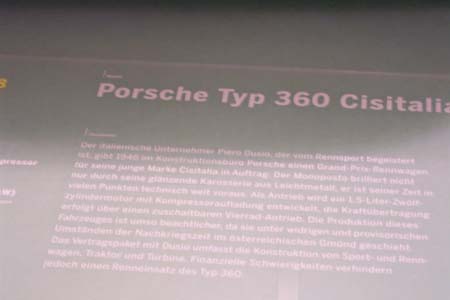 Porsche Typ 360 Cisitalia
Der italienische Unternehmer Piero Dusio, der vom Rennsport begeistert
ist, gibt 1946 im Konstruktionsbüro Porsche einen Grand-Prix-Rennwagen
für seine junge Marke Cisitalia in Auftrag. Der Monoposto brilliert nicht
nur durch seine glänzende Karosserie aus Leichtmetall, er ist seiner Zeit in
vielen Punkten technisch weit voraus. Als Antrieb wird ein 1,5-Liter-Zwölf-
zylindermotor mit Kompressoraufladung entwickelt, die Kraftübertragung
erfolgt über einen zuschaltbaren Vierrad-Antrieb. Die Produktion dieses
Fahrzeuges ist umso beachtlicher, da sie unter widrigen und provisorischen
Umständen der Nachkriegszeit im österreichischen Gmünd geschieht.
Das Vertragspaket mit Dusio umfasst die Konstruktion von Sport- und Renn-
wagen, Traktor und Turbine. Finanzielle Schwierigkeiten verhindern
jedoch einen Renneinsatz des Typ 360.
pressor
W)